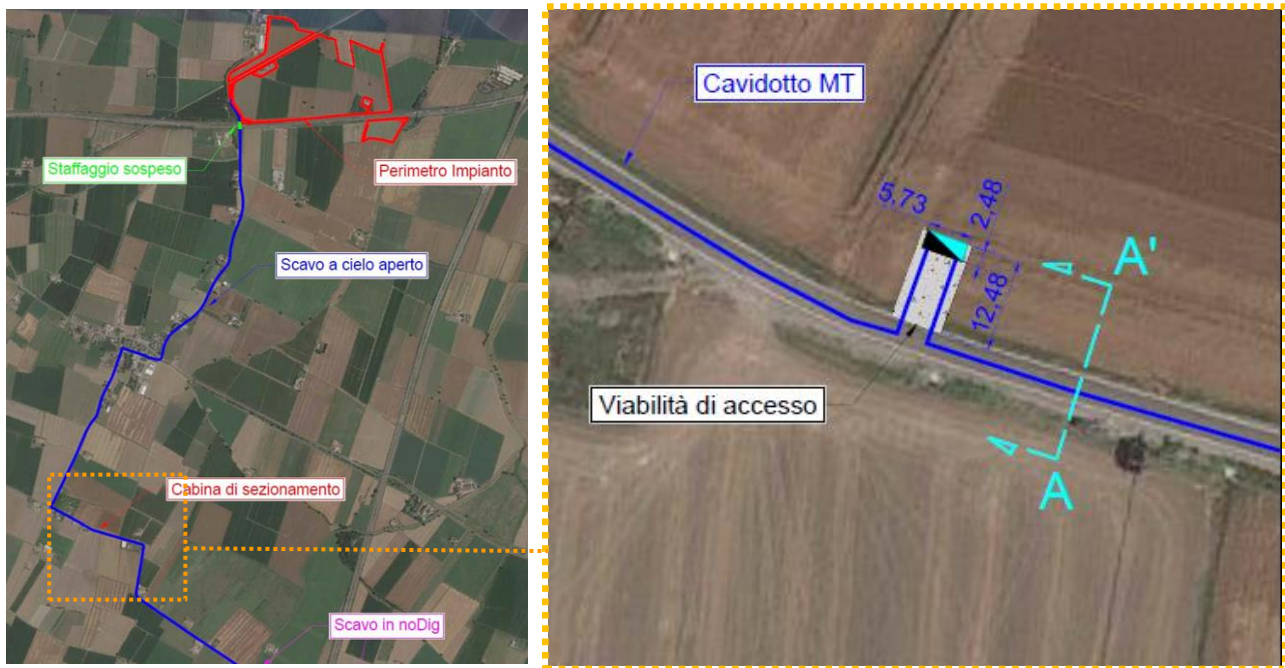 Staffaggio sospeso
Perimetro Impianto
Scavo a cielo aperto
Cabina di sezionamento
Scavo in noDig
Cavidotto MT
5,73
2,48
12,48
A'
Viabilità di accesso
A